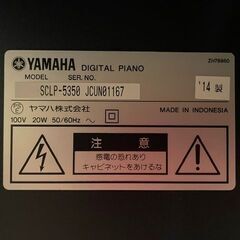 YAMAHA DIGITAL PIANO
ZH78960
MODEL SER. NO.
SCLP-5350 JCUN01167
'14 製
ヤマハ株式会社
MADE IN INDONESIA
100V 20W 50/60Hz
注 意
感電の恐れあり
キャビネットをあけるな